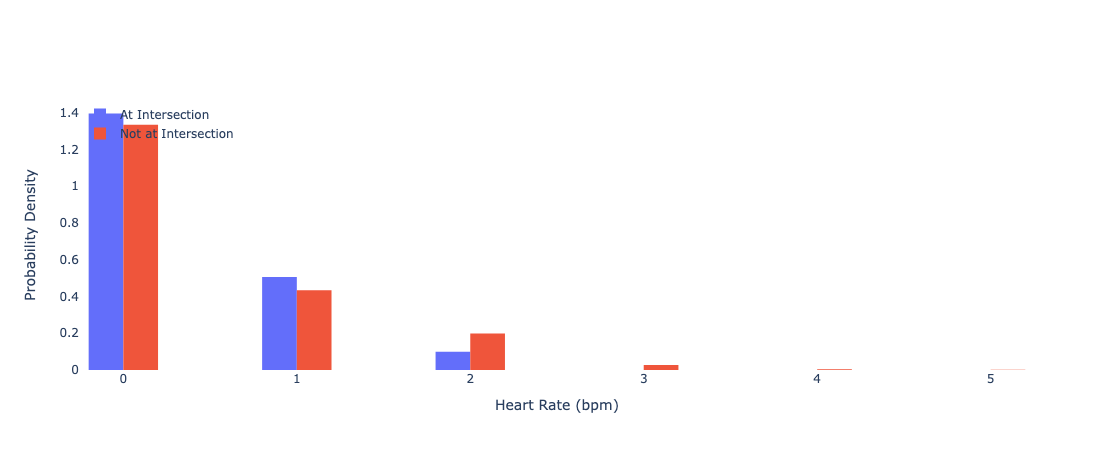 At Intersection
Not at Intersection
Probability Density
1.4
1.2
1
0.8
0.6
0.4
0.2
0
0 1 2 3 4 5
Heart Rate (bpm)